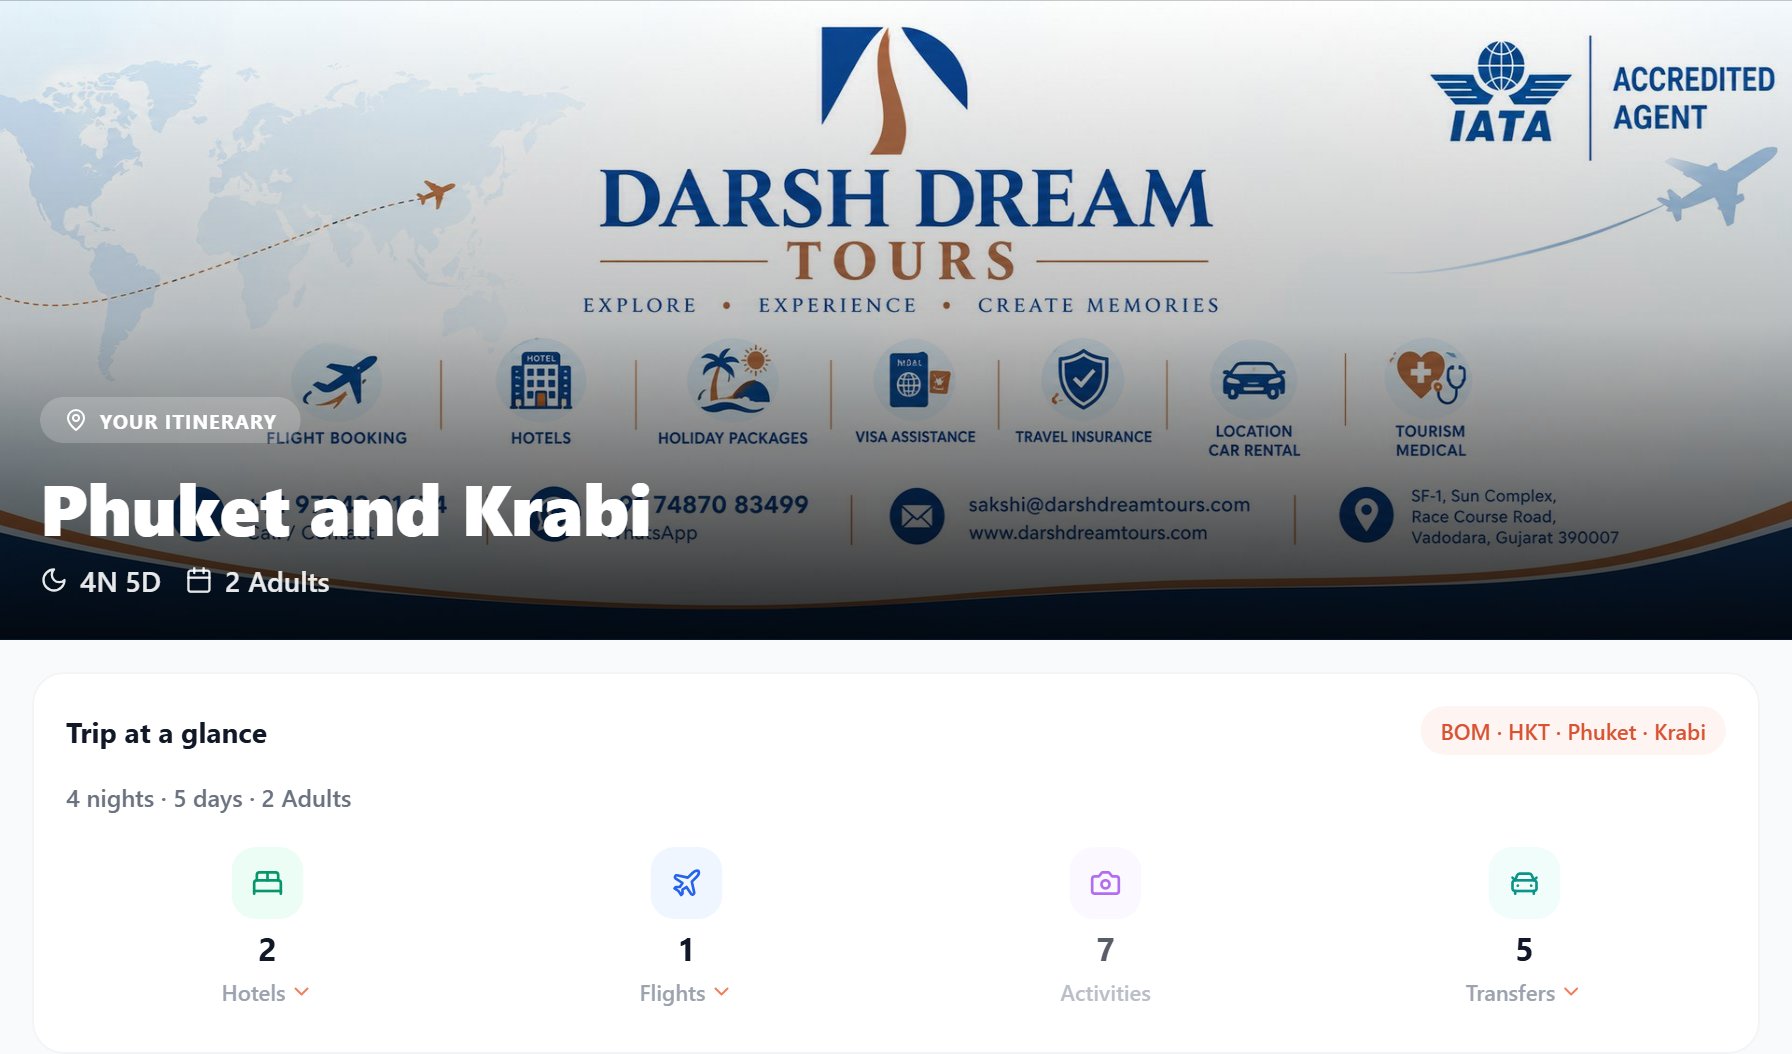 IATA
ACCREDITED
AGENT
DARSH DREAM
TOURS
EXPLORE • EXPERIENCE • CREATE MEMORIES
HOTEL
YOUR ITINERARY
FLIGHT BOOKING
HOTELS
HOLIDAY PACKAGES
VISA ASSISTANCE
TRAVEL INSURANCE
LOCATION
CAR RENTAL
TOURISM
MEDICAL
Phuket and Krabi
74870 83499
WhatsApp
Call / Contact
sakshi@darshdreamtours.com
www.darshdreamtours.com
SF-1, Sun Complex,
Race Course Road,
Vadodara, Gujarat 390007
4N 5D 2 Adults
Trip at a glance
BOM · HKT · Phuket · Krabi
4 nights · 5 days · 2 Adults
2
Hotels
1
Flights
7
Activities
5
Transfers